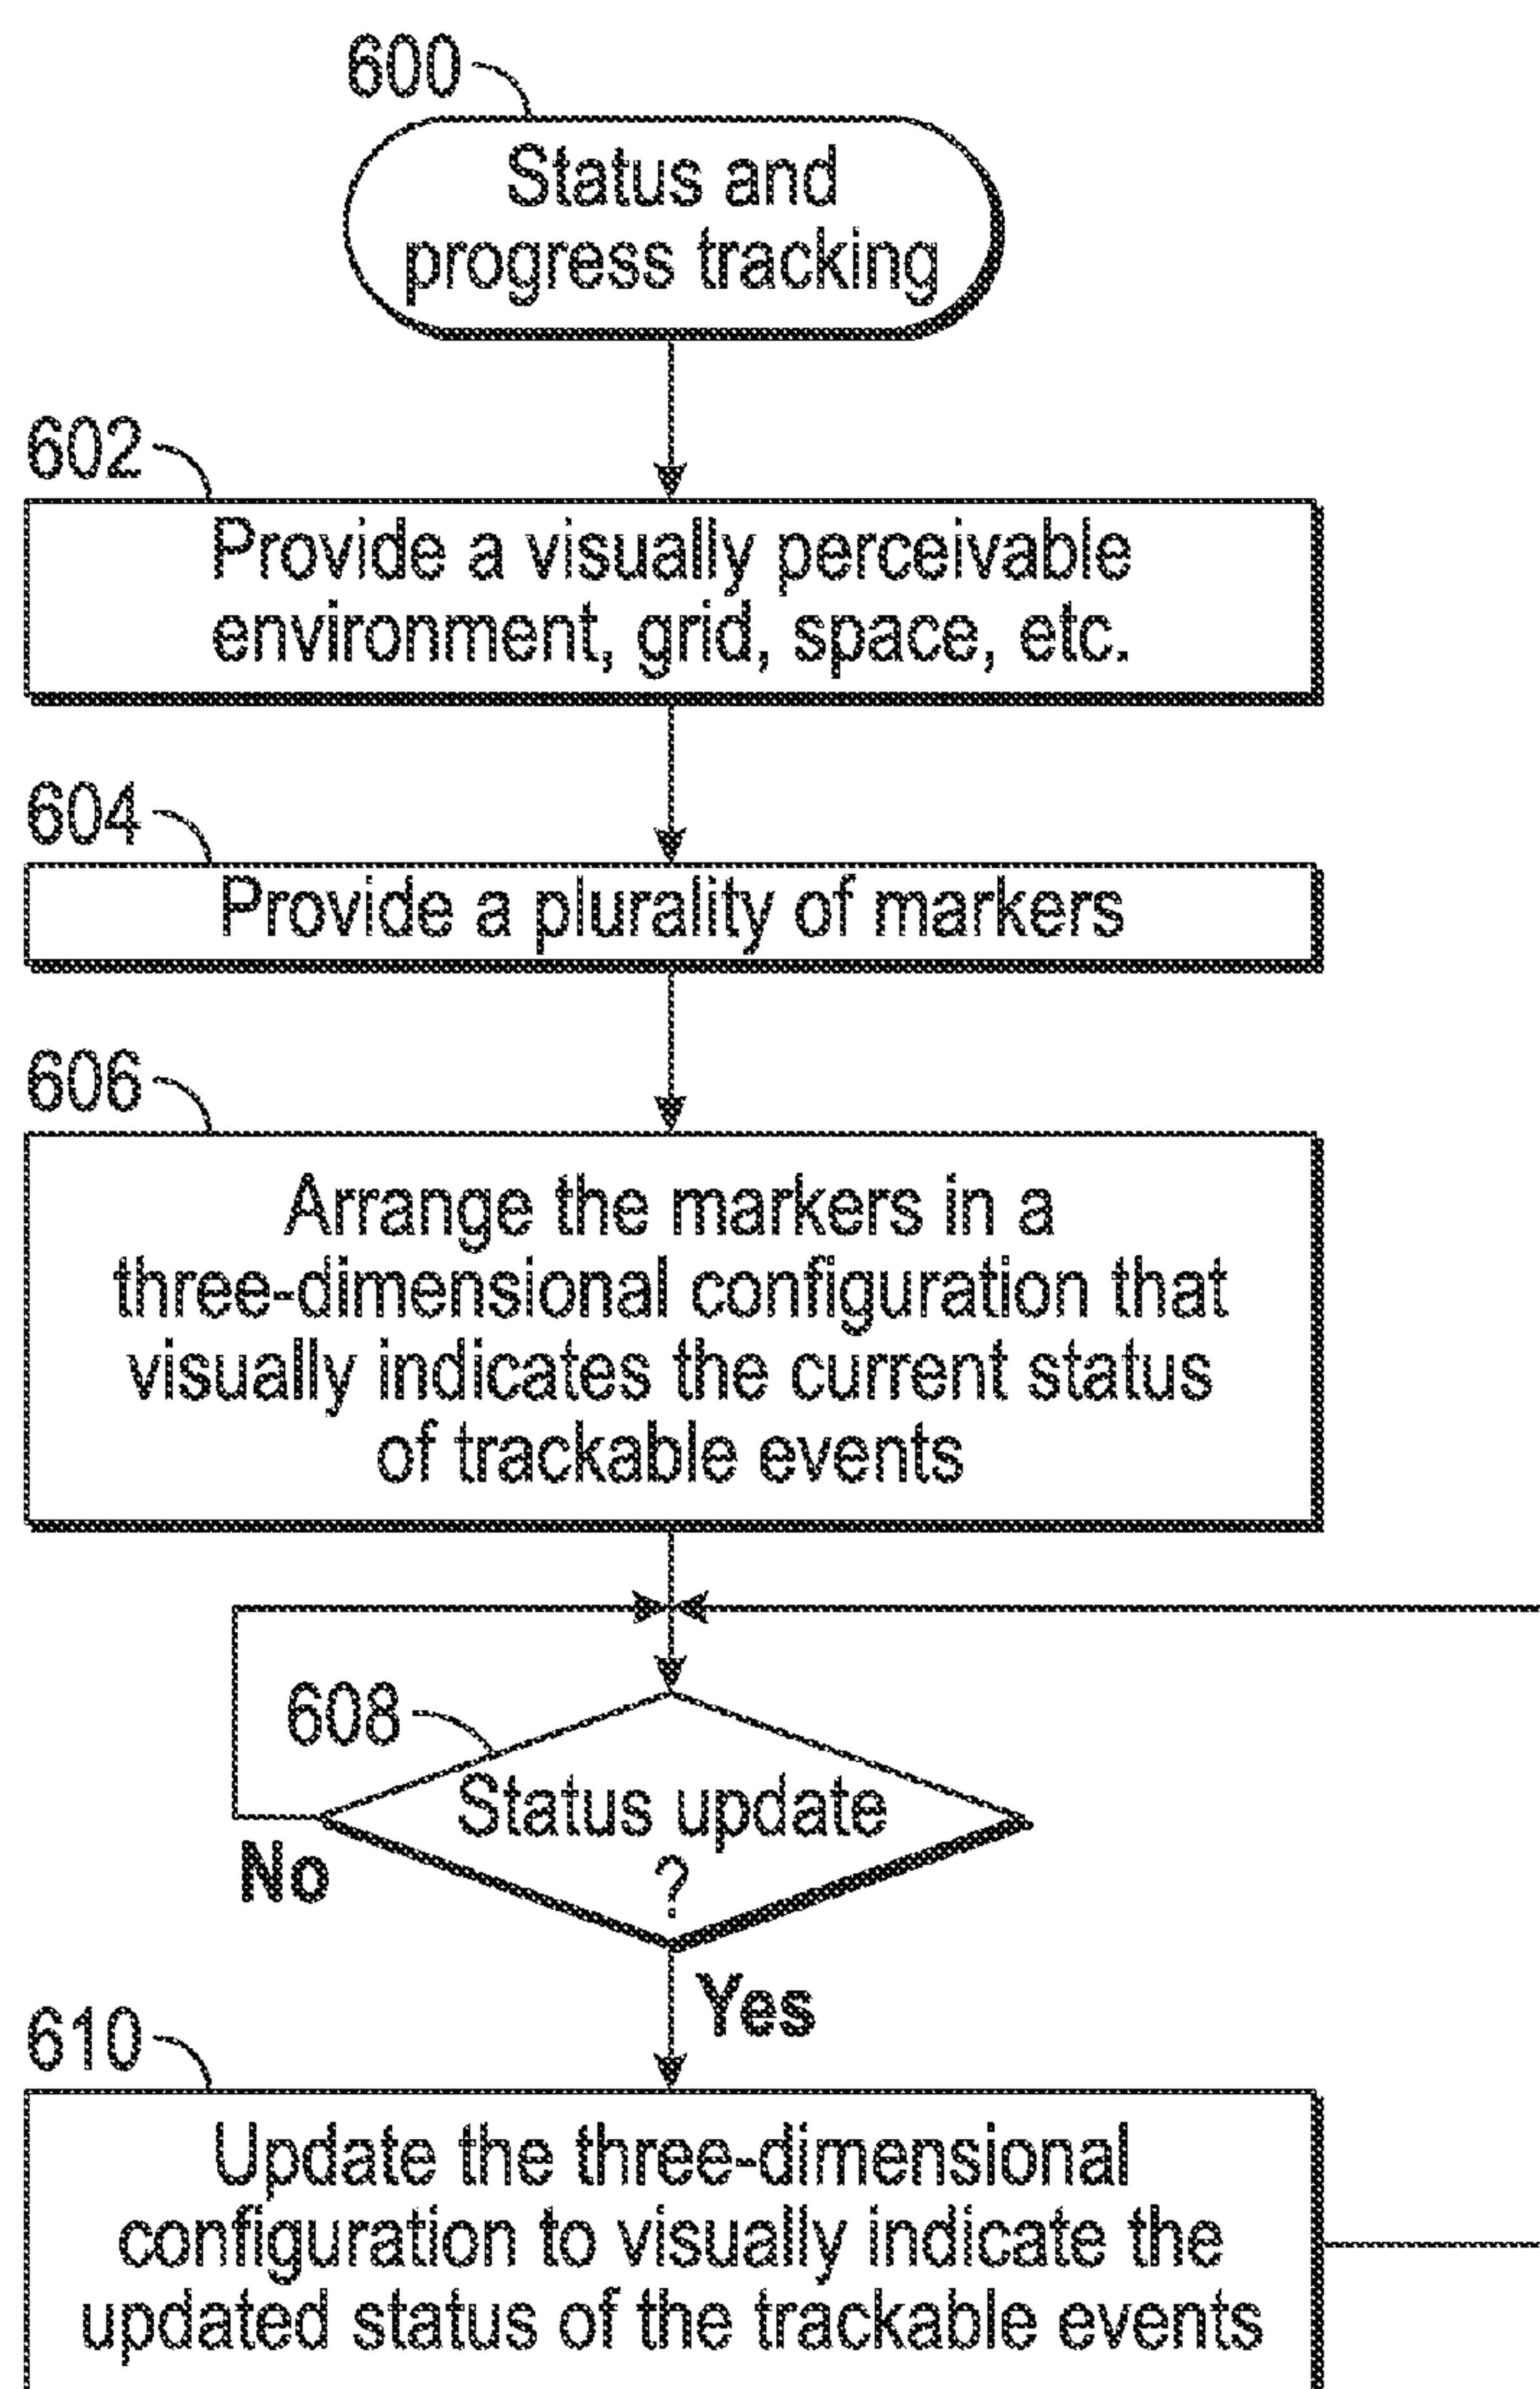 600
Status and
progress tracking
602
Provide a visually perceivable
environment, grid, space, etc.
604
Provide a plurality of markers
606
Arrange the markers in a
three-dimensional configuration that
visually indicates the current status
of trackable events
608
Status update
?
No
Yes
610
Update the three-dimensional
configuration to visually indicate the
updated status of the trackable events